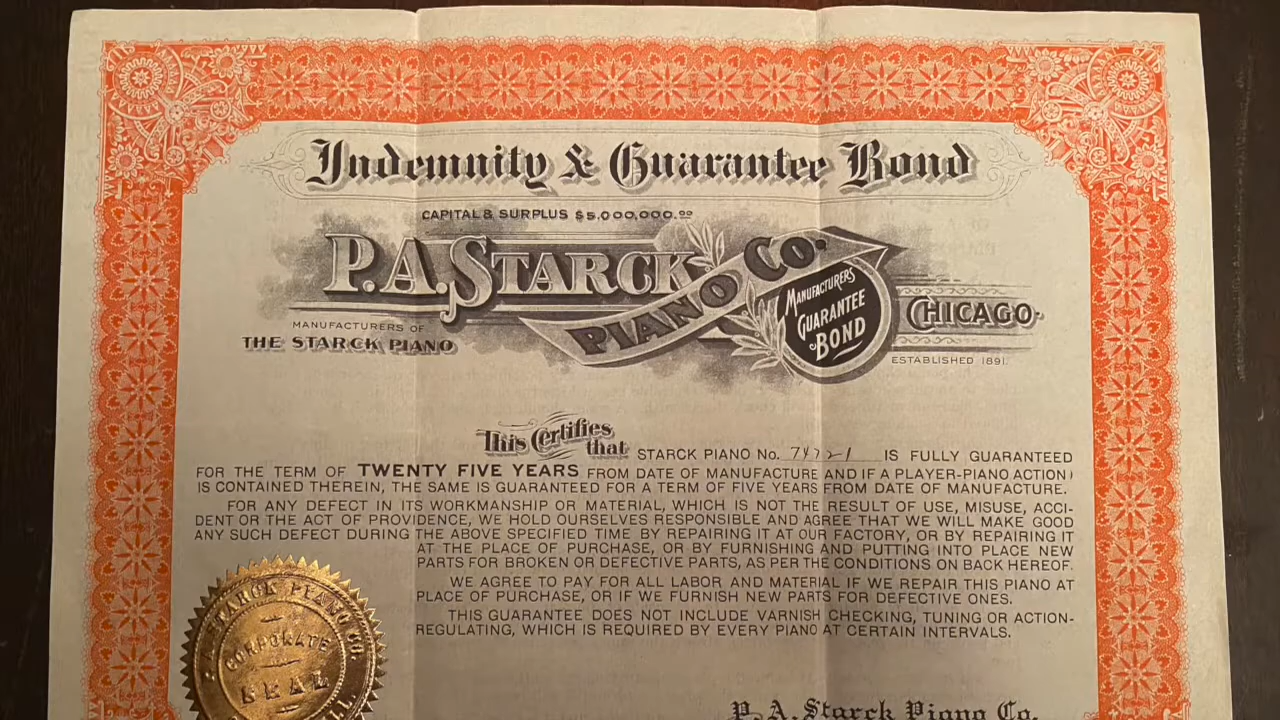 Indemnity & Guarantee Bond
CAPITAL & SURPLUS $5,000,000.00
P.A. STARCK PIANO CO.
MANUFACTURERS
GUARANTEE
BOND
CHICAGO.
MANUFACTURERS OF
THE STARCK PIANO
ESTABLISHED 1891.
This Certifies
that STARCK PIANO No. IS FULLY GUARANTEED
FOR THE TERM OF TWENTY FIVE YEARS FROM DATE OF MANUFACTURE AND IF A PLAYER-PIANO ACTION
IS CONTAINED THEREIN, THE SAME IS GUARANTEED FOR A TERM OF FIVE YEARS FROM DATE OF MANUFACTURE.
FOR ANY DEFECT IN ITS WORKMANSHIP OR MATERIAL, WHICH IS NOT THE RESULT OF USE, MISUSE, ACCI-
DENT OR THE ACT OF PROVIDENCE, WE HOLD OURSELVES RESPONSIBLE AND AGREE THAT WE WILL MAKE GOOD
ANY SUCH DEFECT DURING THE ABOVE SPECIFIED TIME BY REPAIRING IT AT OUR FACTORY, OR BY REPAIRING IT
AT THE PLACE OF PURCHASE, OR BY FURNISHING AND PUTTING INTO PLACE NEW
PARTS FOR BROKEN OR DEFECTIVE PARTS, AS PER THE CONDITIONS ON BACK HEREOF.
WE AGREE TO PAY FOR ALL LABOR AND MATERIAL IF WE REPAIR THIS PIANO AT
PLACE OF PURCHASE, OR IF WE FURNISH NEW PARTS FOR DEFECTIVE ONES.
THIS GUARANTEE DOES NOT INCLUDE VARNISH CHECKING, TUNING OR ACTION-
REGULATING, WHICH IS REQUIRED BY EVERY PIANO AT CERTAIN INTERVALS.
STARCK PIANO CO.
CORPORATE
SEAL
P. A. Starck Piano Co.